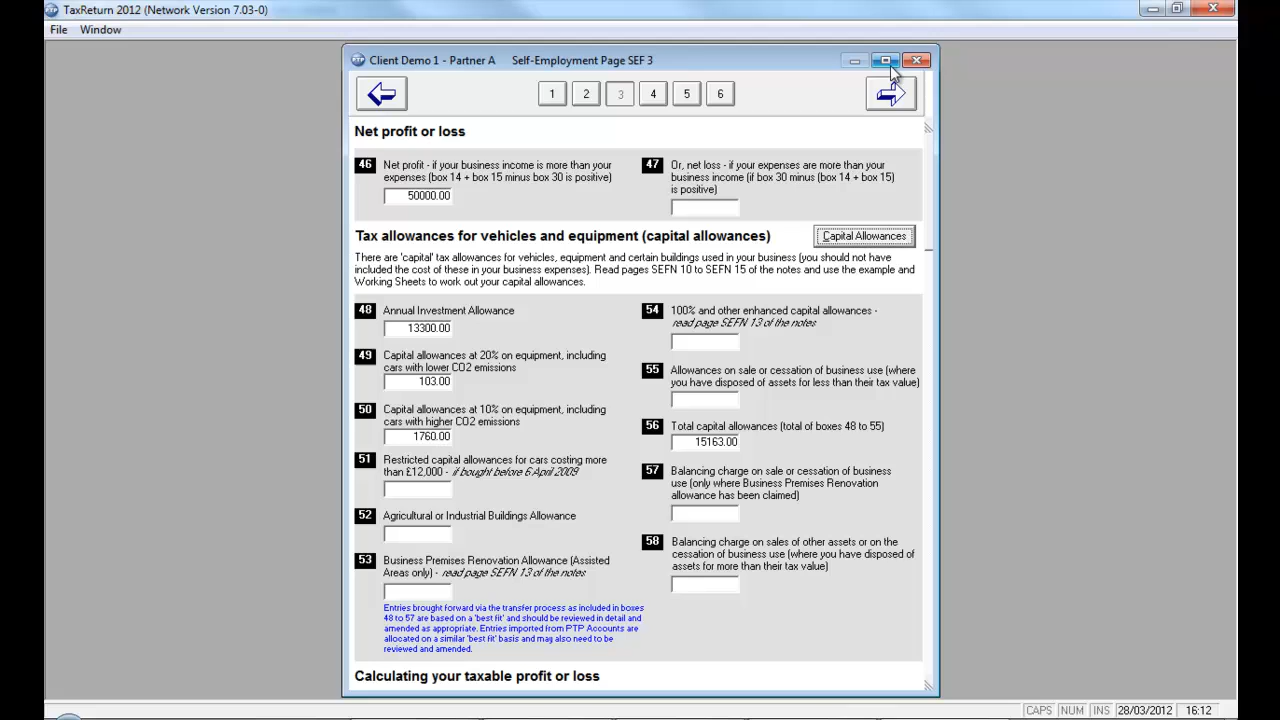 TaxReturn 2012 (Network Version 7.03-0)
File Window
Client Demo 1 - Partner A Self-Employment Page SEF 3
1 2 3 4 5 6
Net profit or loss
46 Net profit - if your business income is more than your
expenses (box 14 + box 15 minus box 30 is positive)
50000.00
47 Or, net loss - if your expenses are more than your
business income (if box 30 minus (box 14 + box 15)
is positive)
Tax allowances for vehicles and equipment (capital allowances)
Capital Allowances
There are 'capital' tax allowances for vehicles, equipment and certain buildings used in your business (you should not have
included the cost of these in your business expenses). Read pages SEFN 10 to SEFN 15 of the notes and use the example and
Working Sheets to work out your capital allowances.
48 Annual Investment Allowance
13300.00
49 Capital allowances at 20% on equipment, including
cars with lower CO2 emissions
103.00
50 Capital allowances at 10% on equipment, including
cars with higher CO2 emissions
1760.00
51 Restricted capital allowances for cars costing more
than £12,000 - if bought before 6 April 2009
52 Agricultural or Industrial Buildings Allowance
53 Business Premises Renovation Allowance (Assisted
Areas only) - read page SEFN 13 of the notes
Entries brought forward via the transfer process as included in boxes
48 to 57 are based on a 'best fit' and should be reviewed in detail and
amended as appropriate. Entries imported from PTP Accounts are
allocated on a similar 'best fit' basis and may also need to be
reviewed and amended.
54 100% and other enhanced capital allowances -
read page SEFN 13 of the notes
55 Allowances on sale or cessation of business use (where
you have disposed of assets for less than their tax value)
56 Total capital allowances (total of boxes 48 to 55)
15163.00
57 Balancing charge on sale or cessation of business
use (only where Business Premises Renovation
allowance has been claimed)
58 Balancing charge on sales of other assets or on the
cessation of business use (where you have disposed of
assets for more than their tax value)
Calculating your taxable profit or loss
CAPS NUM INS 28/03/2012 16:12